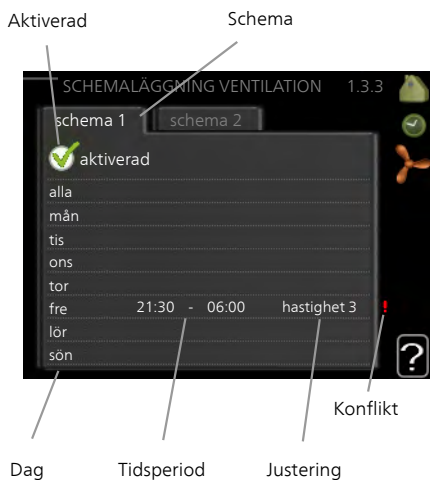 Aktiverad
Schema
SCHEMALÄGGNING VENTILATION 1.3.3
schema 1
schema 2
aktiverad
alla
mån
tis
ons
tor
fre 21:30 - 06:00 hastighet 3 !
lör
sön
?
Konflikt
Dag
Tidsperiod
Justering